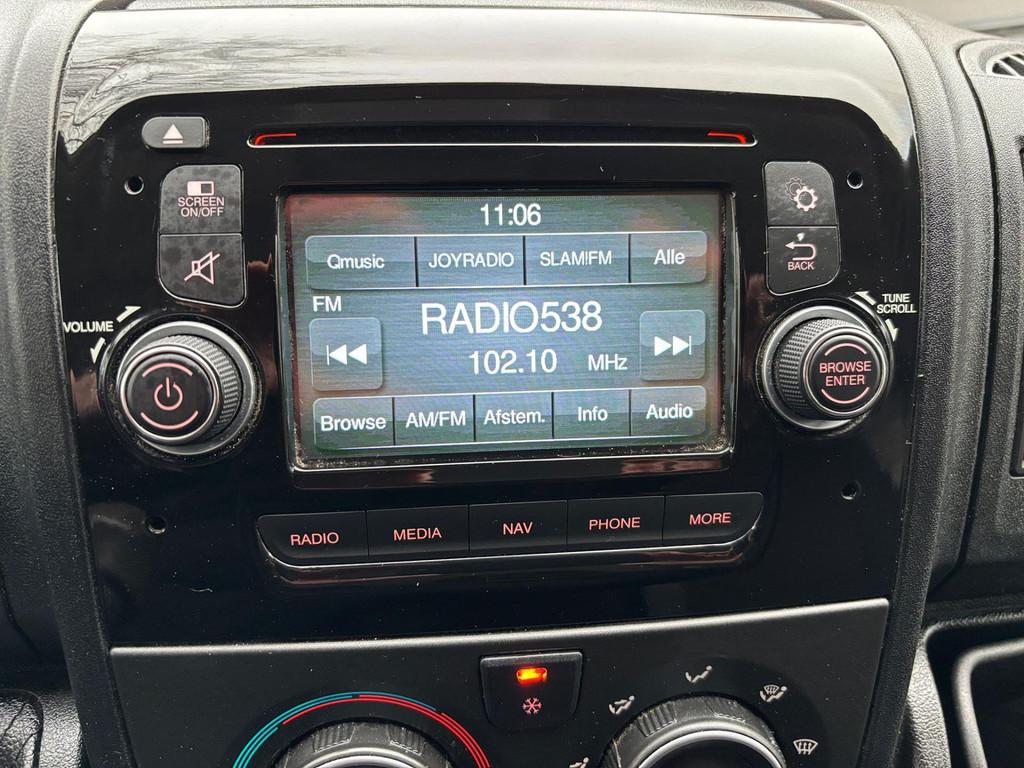 SCREEN
ON/OFF
VOLUME
11:06
Qmusic JOYRADIO SLAM!FM Alle
FM
RADIO538
102.10 MHz
Browse AM/FM Afstem. Info Audio
BACK
TUNE
SCROLL
BROWSE
ENTER
RADIO MEDIA NAV PHONE MORE